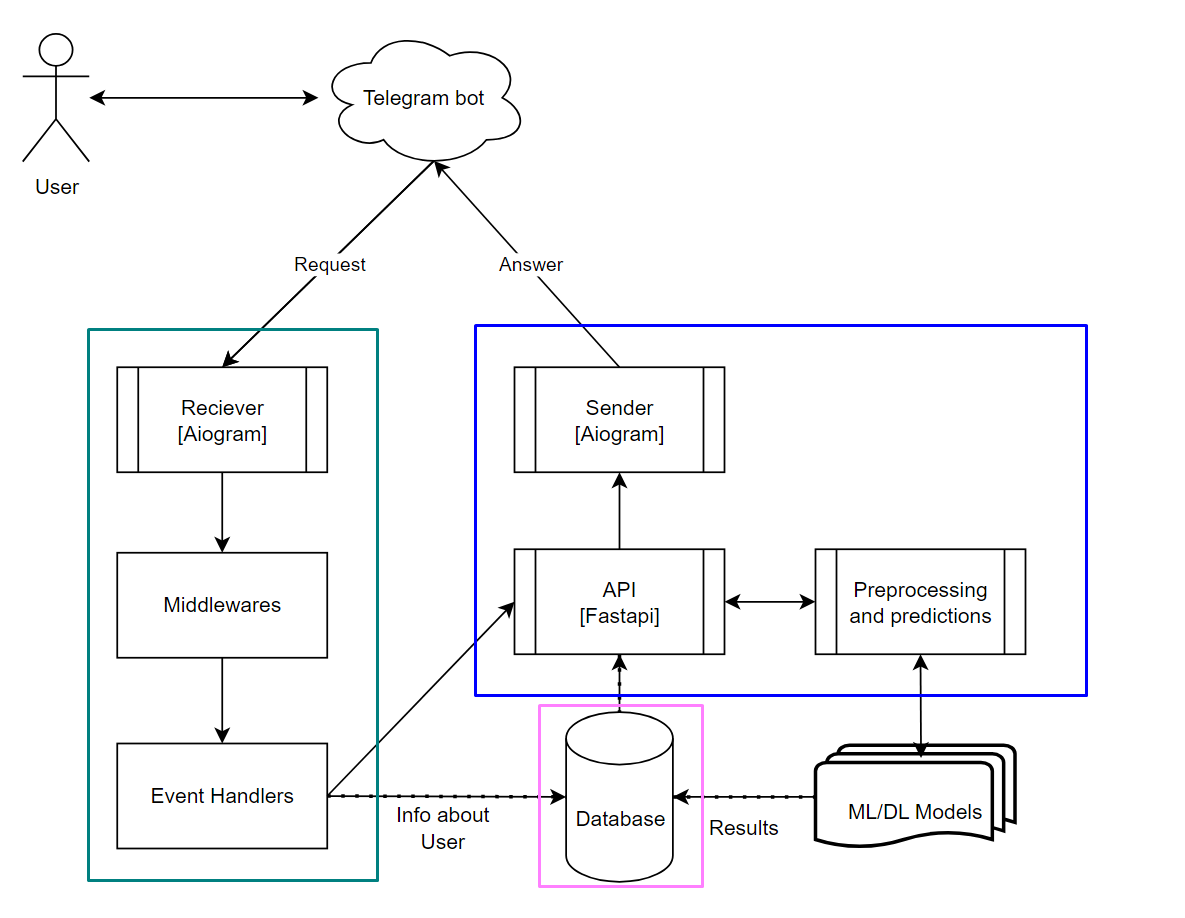 Telegram bot
User
Request
Answer
Reciever
[Aiogram]
Sender
[Aiogram]
Middlewares
API
[Fastapi]
Preprocessing
and predictions
Event Handlers
Info about
User
Database
Results
ML/DL Models